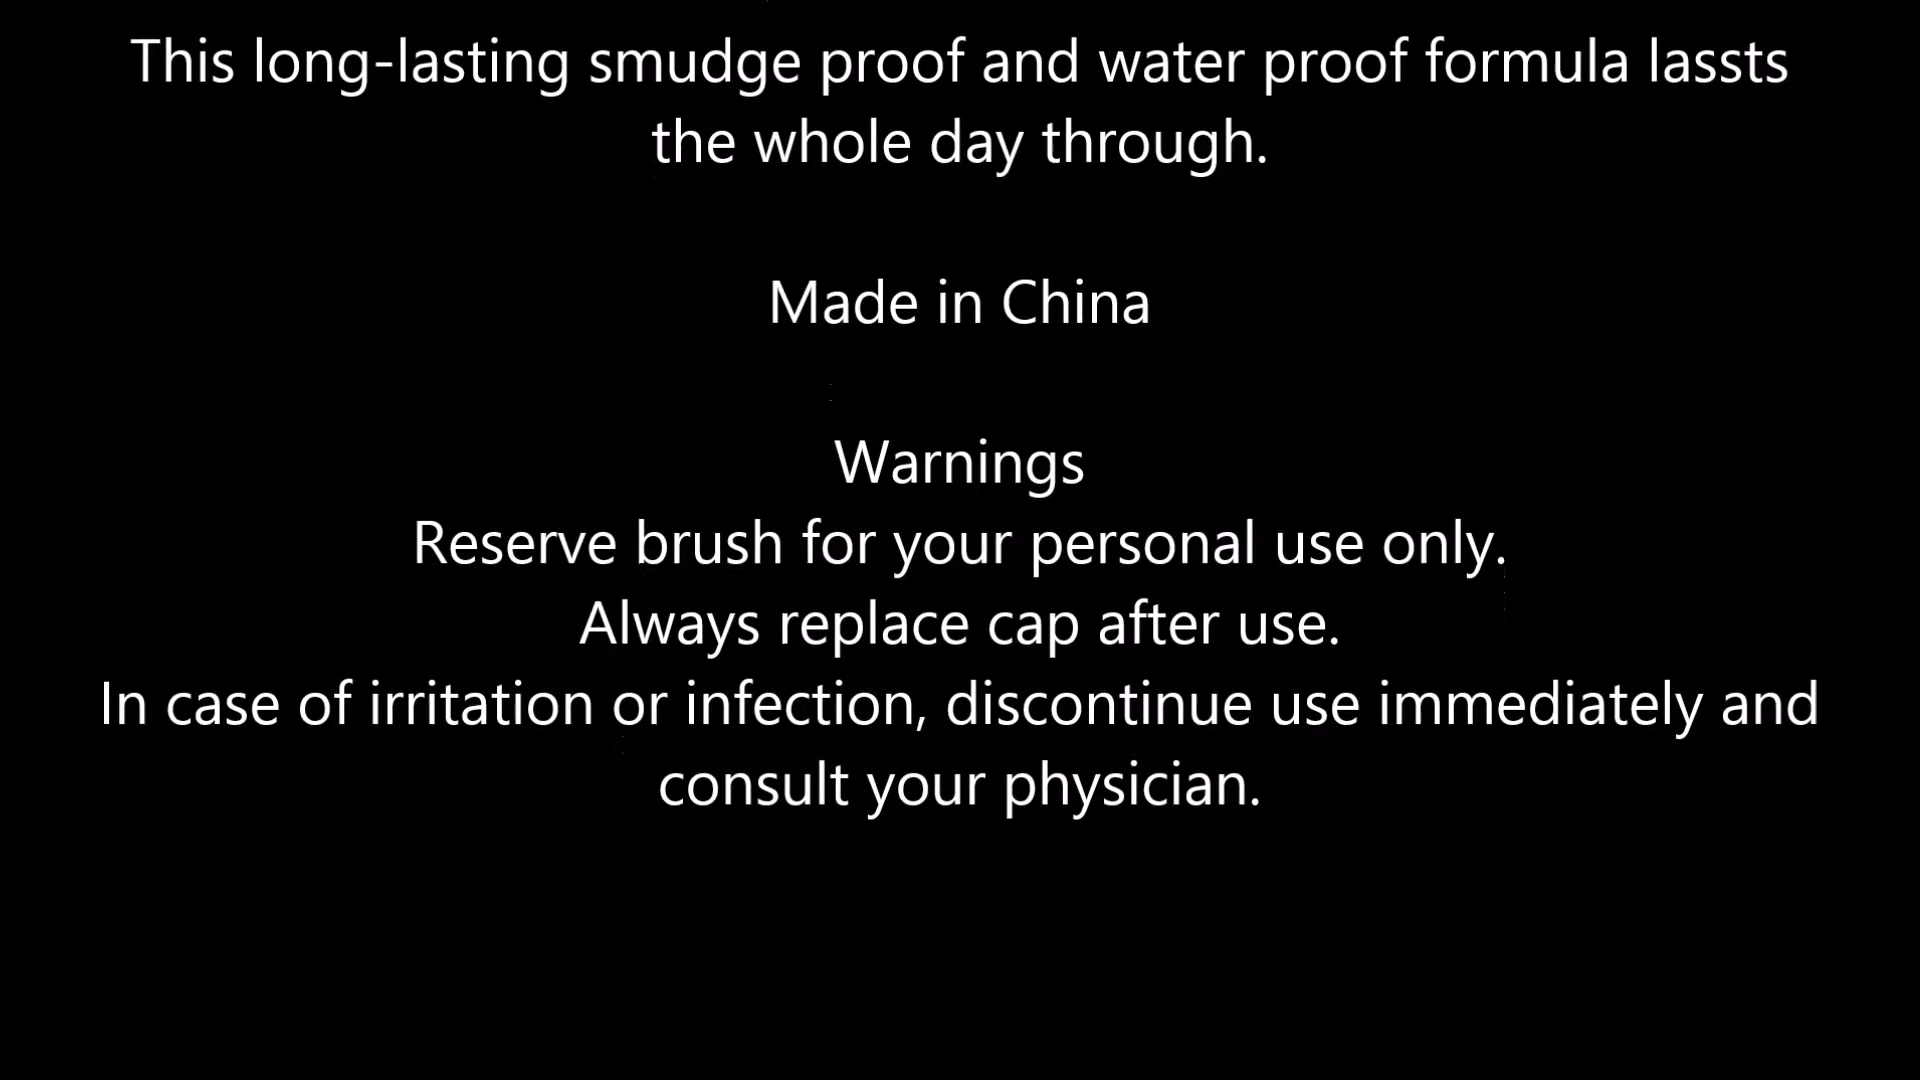 This long-lasting smudge proof and water proof formula lassts
the whole day through.
Made in China
Warnings
Reserve brush for your personal use only.
Always replace cap after use.
In case of irritation or infection, discontinue use immediately and
consult your physician.